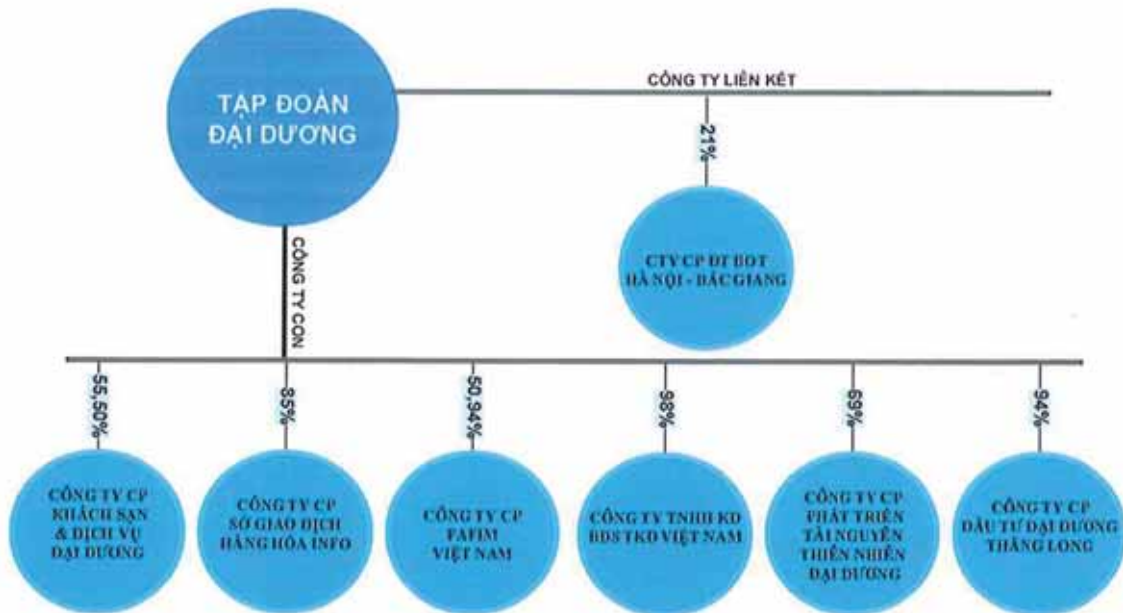 TẬP ĐOÀN
ĐẠI DƯƠNG
CÔNG TY LIÊN KẾT
21%
CTY CP ĐT BOT
HÀ NỘI - BẮC GIANG
CÔNG TY CON
55,50%
85%
50,94%
98%
69%
94%
CÔNG TY CP
KHÁCH SẠN
& DỊCH VỤ
ĐẠI DƯƠNG
CÔNG TY CP
SỞ GIAO DỊCH
HÀNG HÓA INFO
CÔNG TY CP
FAFIM
VIỆT NAM
CÔNG TY TNHH KD
BĐS TKD VIỆT NAM
CÔNG TY CP
PHÁT TRIỂN
TÀI NGUYÊN
THIÊN NHIÊN
ĐẠI DƯƠNG
CÔNG TY CP
ĐẦU TƯ ĐẠI DƯƠNG
THĂNG LONG